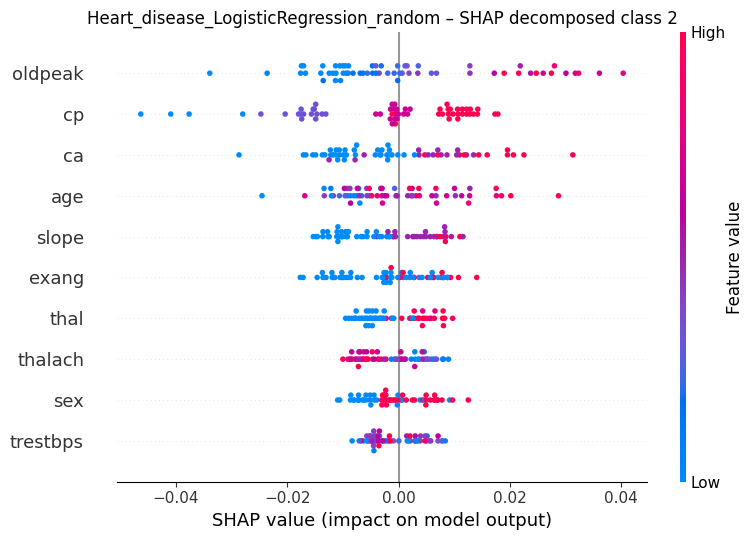 Heart_disease_LogisticRegression_random – SHAP decomposed class 2
High
oldpeak
cp
ca
age
slope
exang
thal
thalach
sex
trestbps
Feature value
Low
−0.04 −0.02 0.00 0.02 0.04
SHAP value (impact on model output)